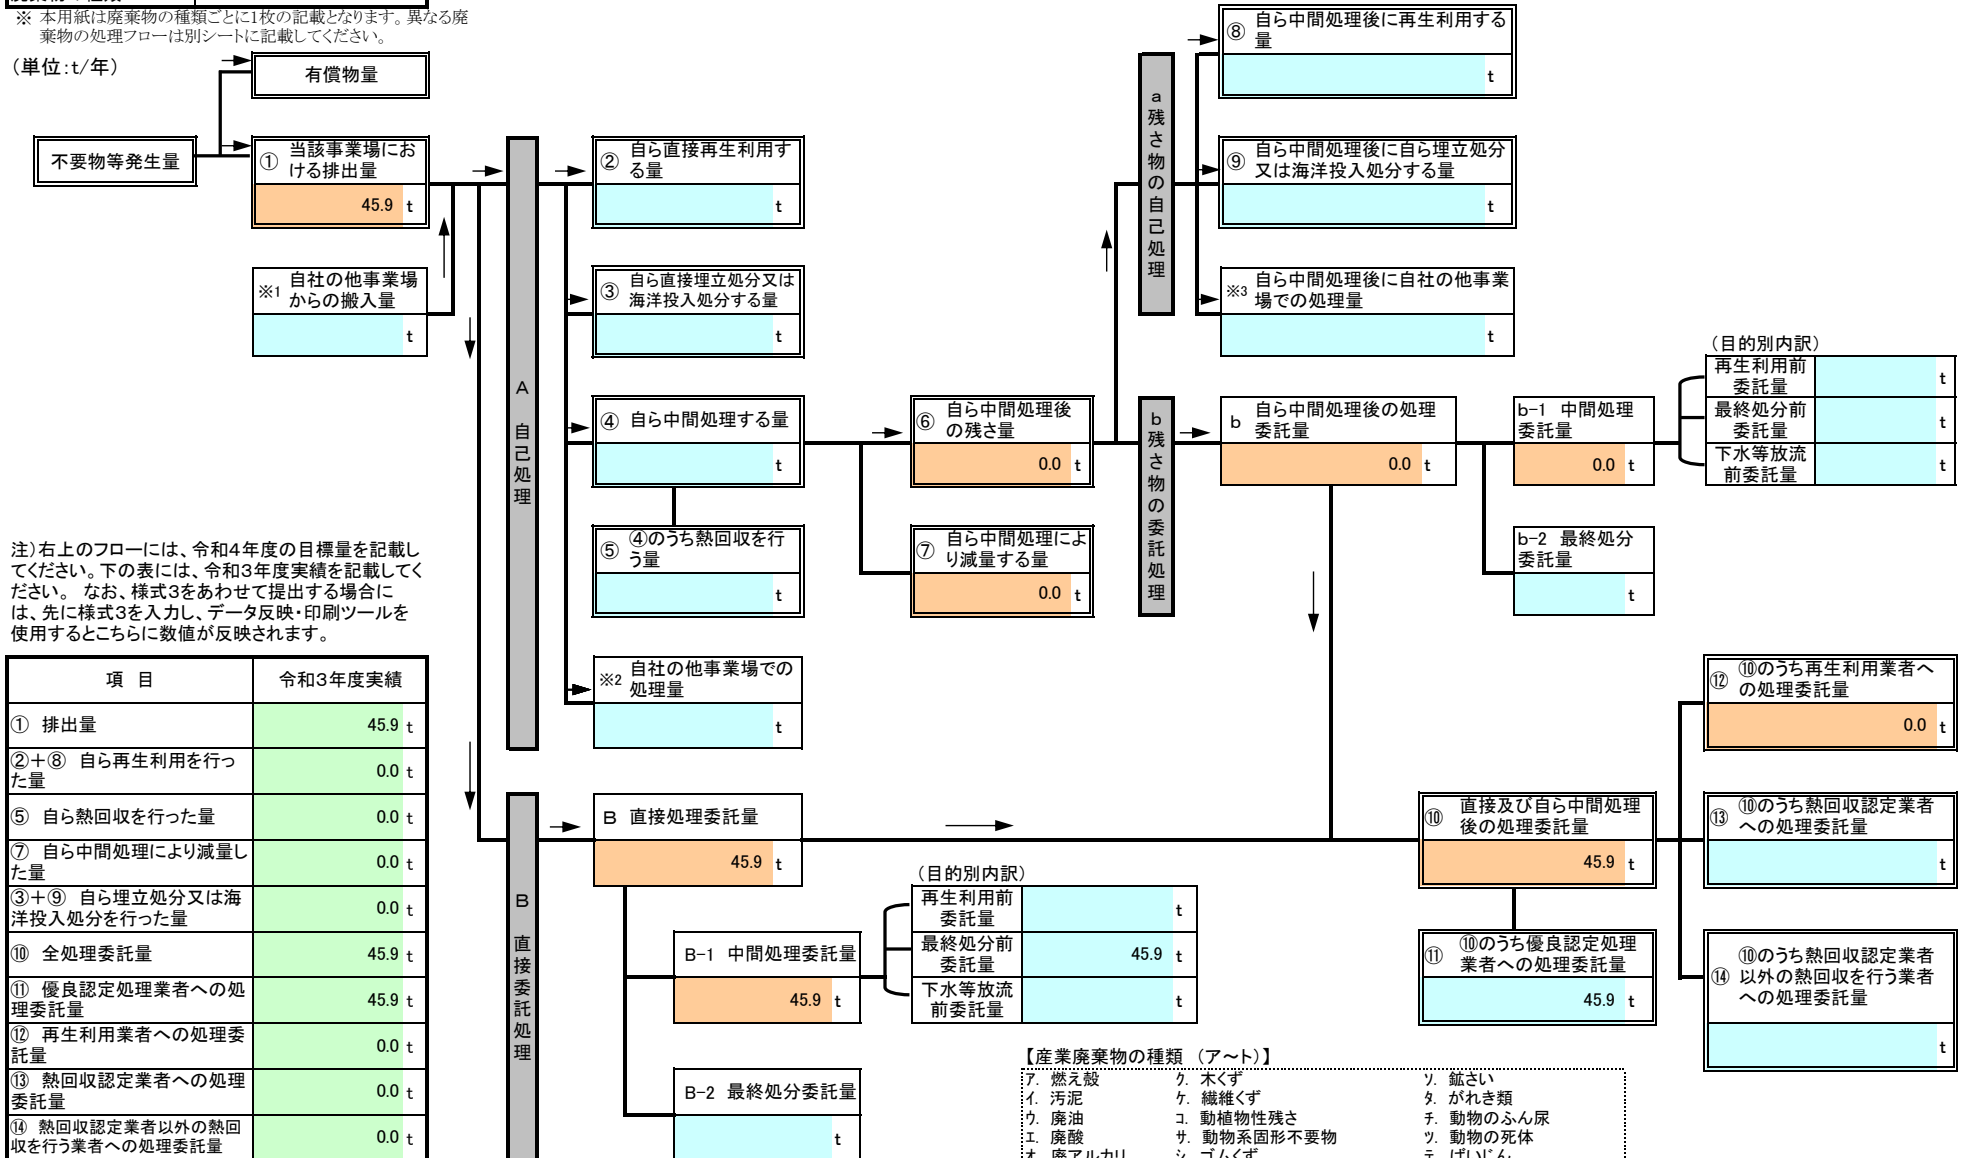 ※ 本用紙は廃棄物の種類ごとに1枚の記載となります。異なる廃
棄物の処理フローは別シートに記載してください。
(単位:t/年)
有償物量
不要物等発生量
① 当該事業場にお
ける排出量
45.9 t
※1 自社の他事業場
からの搬入量
t
A 自己処理
② 自ら直接再生利用す
る量
t
③ 自ら直接埋立処分又は
海洋投入処分する量
t
④ 自ら中間処理する量
t
⑤ ④のうち熱回収を行
う量
t
※2 自社の他事業場での
処理量
t
⑥ 自ら中間処理後
の残さ量
0.0 t
⑦ 自ら中間処理によ
り減量する量
0.0 t
a 残さ物の自己処理
⑧ 自ら中間処理後に再生利用する
量
t
⑨ 自ら中間処理後に自ら埋立処分
又は海洋投入処分する量
t
※3 自ら中間処理後に自社の他事業
場での処理量
t
b 残さ物の委託処理
b 自ら中間処理後の処理
委託量
0.0 t
b-1 中間処理
委託量
0.0 t
(目的別内訳)
再生利用前
委託量
t
最終処分前
委託量
t
下水等放流
前委託量
t
b-2 最終処分
委託量
t
注)右上のフローには、令和4年度の目標量を記載し
てください。下の表には、令和3年度実績を記載してく
ださい。 なお、様式3をあわせて提出する場合に
は、先に様式3を入力し、データ反映・印刷ツールを
使用するとこちらに数値が反映されます。
項 目 令和3年度実績
① 排出量 45.9 t
②+⑧ 自ら再生利用を行っ
た量
0.0 t
⑤ 自ら熱回収を行った量 0.0 t
⑦ 自ら中間処理により減量し
た量
0.0 t
③+⑨ 自ら埋立処分又は海
洋投入処分を行った量
0.0 t
⑩ 全処理委託量 45.9 t
⑪ 優良認定処理業者への処
理委託量
45.9 t
⑫ 再生利用業者への処理委
託量
0.0 t
⑬ 熱回収認定業者への処理
委託量
0.0 t
⑭ 熱回収認定業者以外の熱回
収を行う業者への処理委託量
0.0 t
B 直接委託処理
B 直接処理委託量
45.9 t
B-1 中間処理委託量
45.9 t
(目的別内訳)
再生利用前
委託量
t
最終処分前
委託量
45.9 t
下水等放流
前委託量
t
B-2 最終処分委託量
t
⑩ 直接及び自ら中間処理
後の処理委託量
45.9 t
⑪ ⑩のうち優良認定処理
業者への処理委託量
45.9 t
⑫ ⑩のうち再生利用業者へ
の処理委託量
0.0 t
⑬ ⑩のうち熱回収認定業者
への処理委託量
t
⑭ ⑩のうち熱回収認定業者
以外の熱回収を行う業者
への処理委託量
t
【産業廃棄物の種類 (ア~ト)】
ア. 燃え殻 ク. 木くず ソ. 鉱さい
イ. 汚泥 ケ. 繊維くず タ. がれき類
ウ. 廃油 コ. 動植物性残さ チ. 動物のふん尿
エ. 廃酸 サ. 動物系固形不要物 ツ. 動物の死体
オ. 廃アルカリ シ. ゴムくず テ. ばいじん